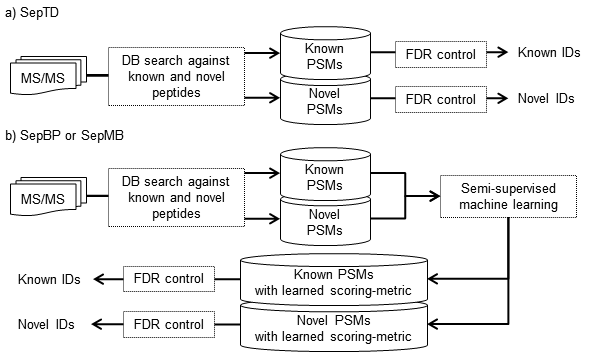 a) SepTD
MS/MS
DB search against
known and novel
peptides
Known
PSMs
FDR control
Known IDs
Novel
PSMs
FDR control
Novel IDs
b) SepBP or SepMB
MS/MS
DB search against
known and novel
peptides
Known
PSMs
Novel
PSMs
Semi-supervised
machine learning
Known IDs
FDR control
Known PSMs
with learned scoring-metric
Novel IDs
FDR control
Novel PSMs
with learned scoring-metric